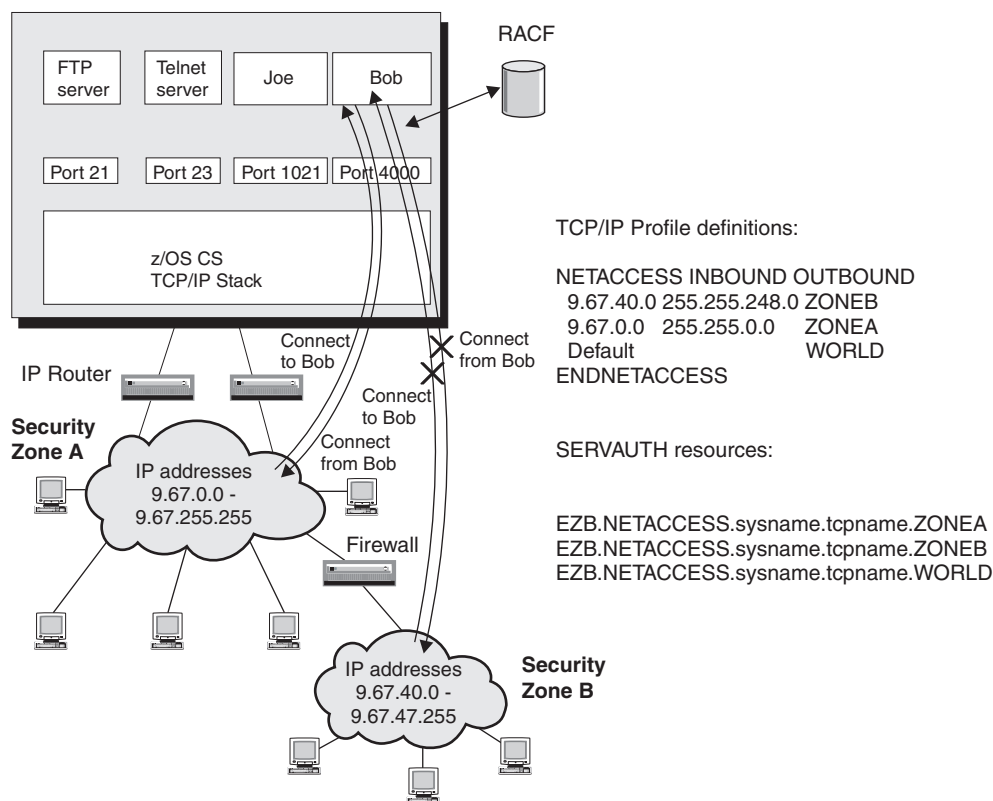 RACF
FTP
server
Telnet
server
Joe
Bob
Port 21
Port 23
Port 1021
Port 4000
z/OS CS
TCP/IP Stack
TCP/IP Profile definitions:
NETACCESS INBOUND OUTBOUND
9.67.40.0 255.255.248.0 ZONEB
9.67.0.0 255.255.0.0 ZONEA
Default WORLD
ENDNETACCESS
SERVAUTH resources:
EZB.NETACCESS.sysname.tcpname.ZONEA
EZB.NETACCESS.sysname.tcpname.ZONEB
EZB.NETACCESS.sysname.tcpname.WORLD
Connect
to Bob
Connect
from Bob
IP Router
Connect
to Bob
Security
Zone A
Connect
from Bob
IP addresses
9.67.0.0 -
9.67.255.255
Firewall
IP addresses
9.67.40.0 -
9.67.47.255
Security
Zone B